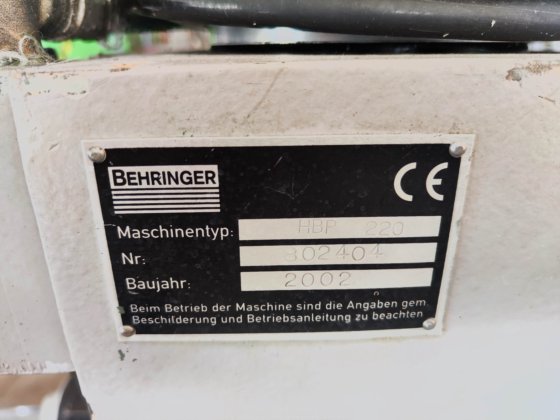 BEHRINGER
CE
Maschinentyp: HBP 220
Nr: 302404
Baujahr: 2002
Beim Betrieb der Maschine sind die Angaben gem.
Beschilderung und Betriebsanleitung zu beachten